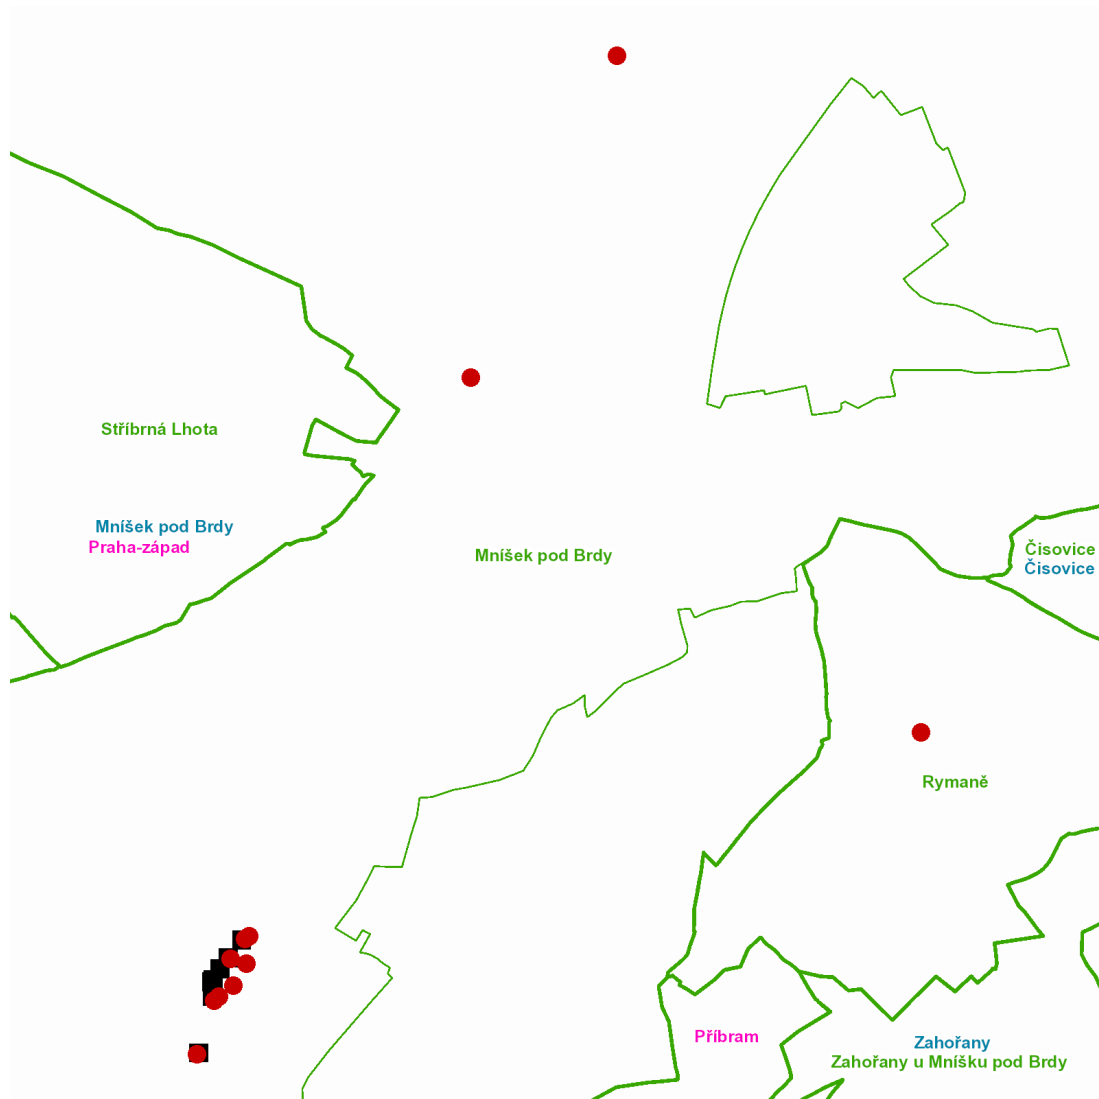 Stříbrná Lhota
Mníšek pod Brdy
Praha-západ
Mníšek pod Brdy
Čisovice
Čisovice
Rymaně
Příbram
Zahořany
Zahořany u Mníšku pod Brdy